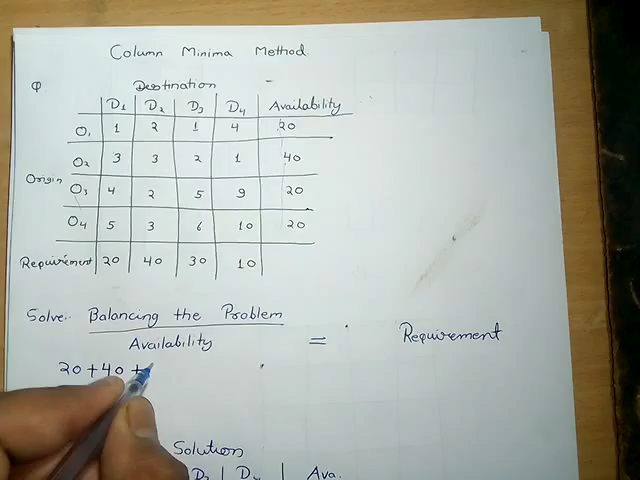 Column Minima Method.
Q Destination
D1 D2 D3 D4 Availability
O1 1 2 1 4 20
O2 3 3 2 1 40
Origin
O3 4 2 5 9 20
O4 5 3 6 10 20
Requirement 20 40 30 10
Solve:- Balancing the Problem
Availability = Requirement
20 + 40 +
Solution
D3 D4 Ava.